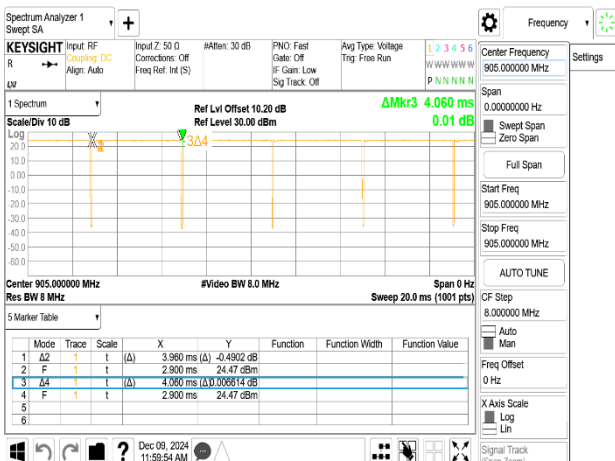 Spectrum Analyzer 1
Swept SA
Frequency
KEYSIGHT
R
Input: RF
Coupling: DC
Align: Auto
Input Z: 50 Ω
Corrections: Off
Freq Ref: Int (S)
#Atten: 30 dB
PNO: Fast
Gate: Off
IF Gain: Low
Sig Track: Off
Avg Type: Voltage
Trig: Free Run
1 2 3 4 5 6
W W W W W W
P N N N N N
LW
1 Spectrum
Scale/Div 10 dB
Ref Lvl Offset 10.20 dB
Ref Level 30.00 dBm
ΔMkr3 4.060 ms
0.01 dB
Log
20.0
10.0
0.00
-10.0
-20.0
-30.0
-40.0
-50.0
-60.0
3Δ4
Center 905.000000 MHz
Res BW 8 MHz
#Video BW 8.0 MHz
Span 0 Hz
Sweep 20.0 ms (1001 pts)
5 Marker Table
Mode Trace Scale X Y Function Function Width Function Value
1 Δ2 1 t (Δ) 3.960 ms (Δ) -0.4902 dB
2 F 1 t 2.900 ms 24.47 dBm
3 Δ4 1 t (Δ) 4.060 ms (Δ) 0.006614 dB
4 F 1 t 2.900 ms 24.47 dBm
5
6
Dec 09, 2024
11:59:54 AM
Center Frequency
905.000000 MHz
Settings
Span
0.00000000 Hz
Swept Span
Zero Span
Full Span
Start Freq
905.000000 MHz
Stop Freq
905.000000 MHz
AUTO TUNE
CF Step
8.000000 MHz
Auto
Man
Freq Offset
0 Hz
X Axis Scale
Log
Lin
Signal Track
(Span Zoom)